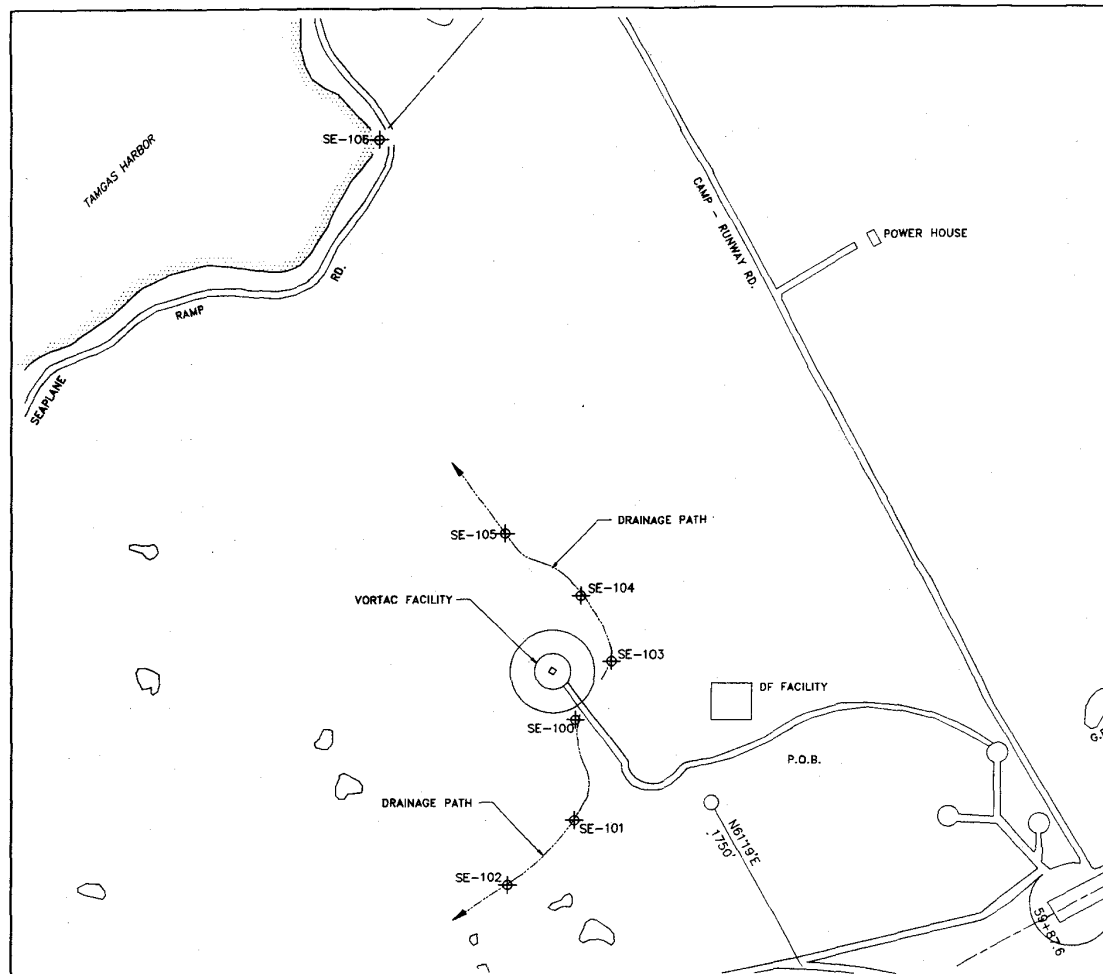 SE-106
TAMGAS HARBOR
CAMP - RUNWAY RD.
POWER HOUSE
RD.
RAMP
SEAPLANE
DRAINAGE PATH
SE-105
SE-104
VORTAC FACILITY
SE-103
DF FACILITY
SE-100
P.O.B.
DRAINAGE PATH
SE-101
N61°19'E
1750'
SE-102
59+87.6